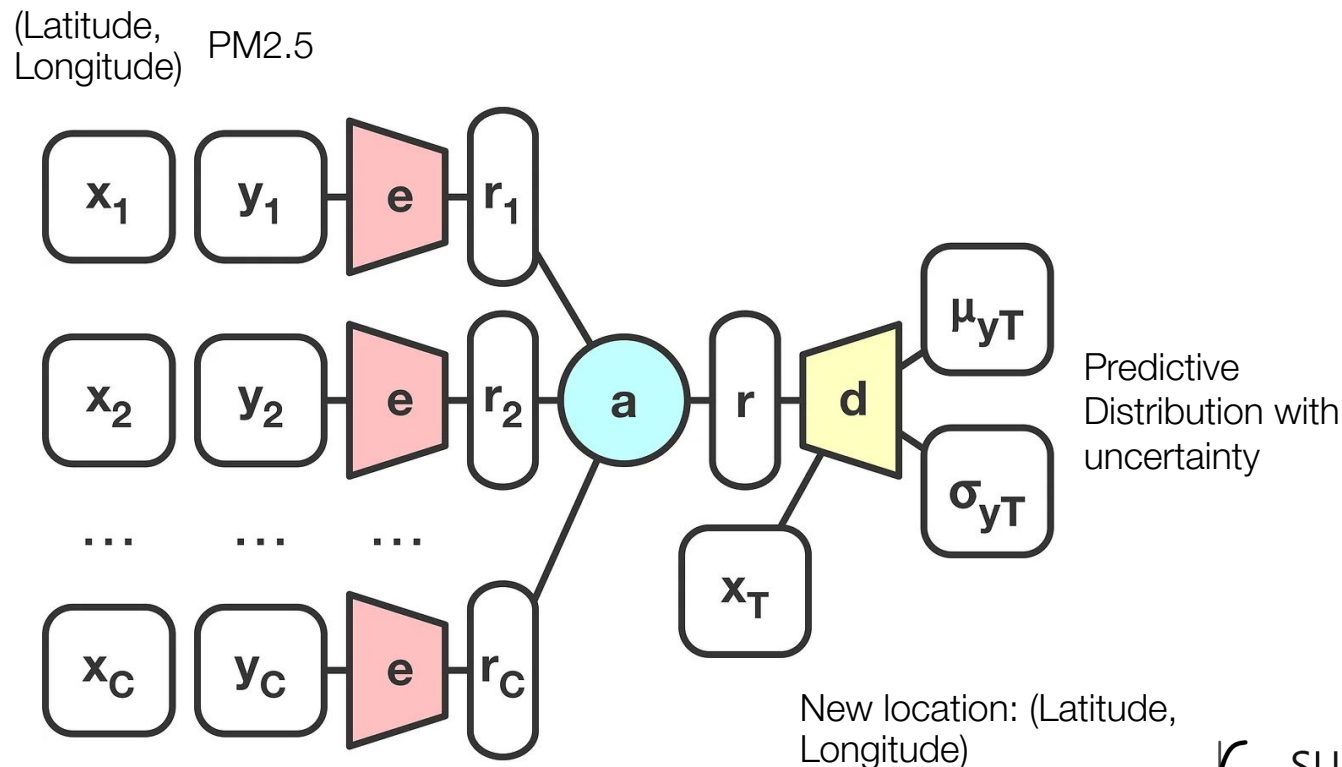 (Latitude,
Longitude) PM2.5
x₁ y₁ e r₁
x₂ y₂ e r₂ a r d μyT
Predictive
Distribution with
uncertainty
σyT
... ... ...
xT
xC yC e rC
New location: (Latitude,
Longitude)